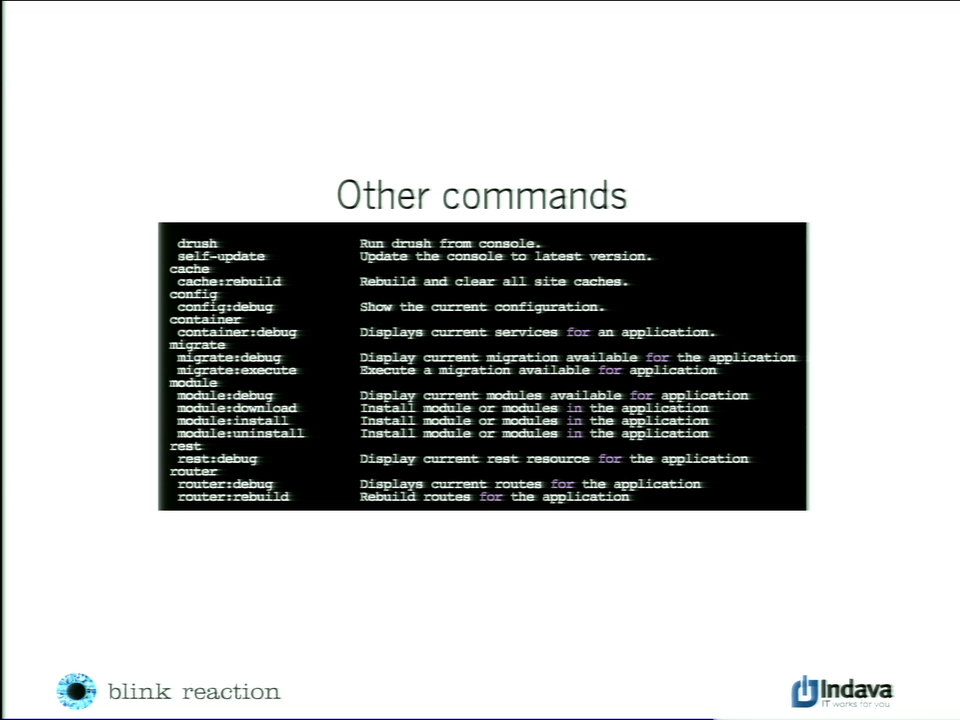 Other commands
drush Run drush from console.
self-update Update the console to latest version.
cache
cache:rebuild Rebuild and clear all site caches.
config
config:debug Show the current configuration.
container
container:debug Displays current services for an application.
migrate
migrate:debug Display current migration available for the application
migrate:execute Execute a migration available for application
module
module:debug Display current modules available for application
module:download Install module or modules in the application
module:install Install module or modules in the application
module:uninstall Install module or modules in the application
rest
rest:debug Display current rest resource for the application
router
router:debug Displays current routes for the application
router:rebuild Rebuild routes for the application
blink reaction
Indava
IT works for you